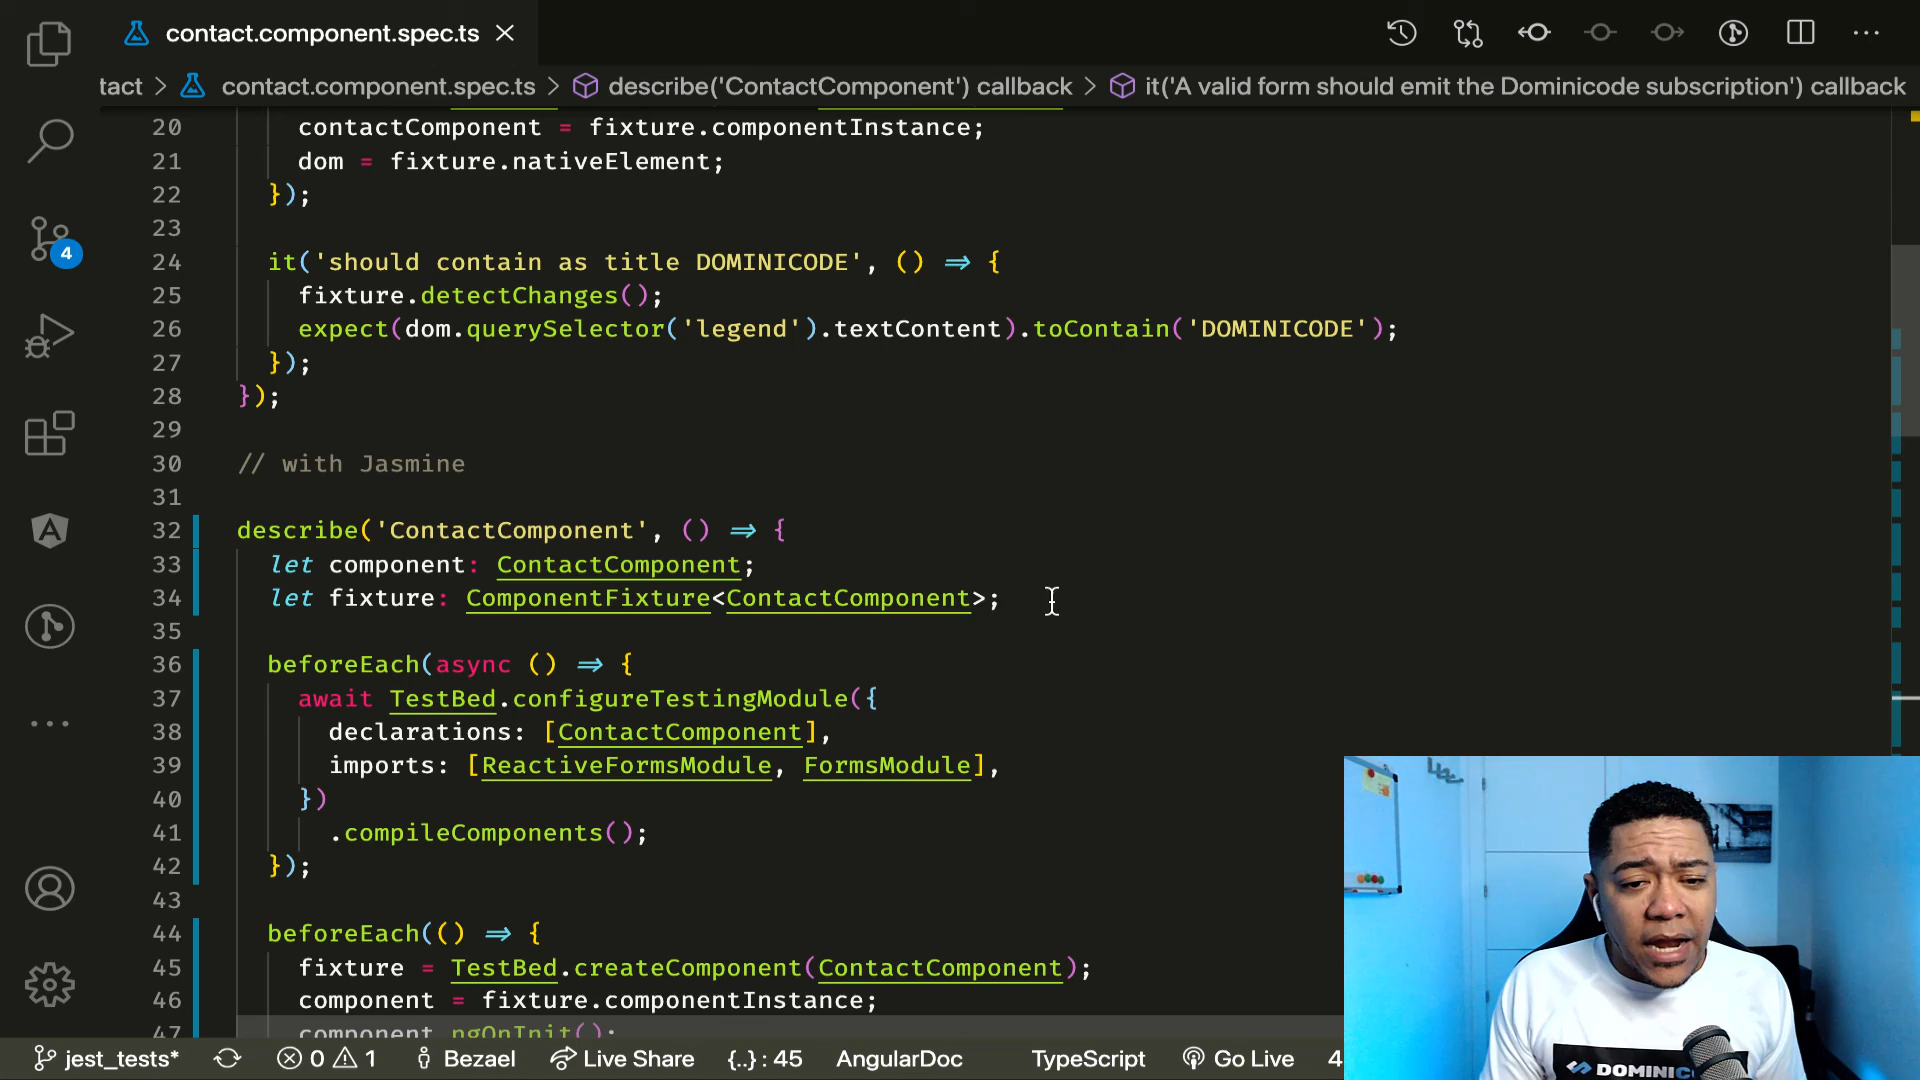 contact.component.spec.ts
tact > contact.component.spec.ts > describe('ContactComponent') callback > it('A valid form should emit the Dominicode subscription') callback
20 contactComponent = fixture.componentInstance;
21 dom = fixture.nativeElement;
22 });
23
24 it('should contain as title DOMINICODE', () => {
25 fixture.detectChanges();
26 expect(dom.querySelector('legend').textContent).toContain('DOMINICODE');
27 });
28 });
29
30 // with Jasmine
31
32 describe('ContactComponent', () => {
33 let component: ContactComponent;
34 let fixture: ComponentFixture<ContactComponent>;
35
36 beforeEach(async () => {
37 await TestBed.configureTestingModule({
38 declarations: [ContactComponent],
39 imports: [ReactiveFormsModule, FormsModule],
40 })
41 .compileComponents();
42 });
43
44 beforeEach(() => {
45 fixture = TestBed.createComponent(ContactComponent);
46 component = fixture.componentInstance;
47 component.ngOnInit();
4
jest_tests* 0 1 Bezael Live Share {..} : 45 AngularDoc TypeScript Go Live 4
DOMINIC